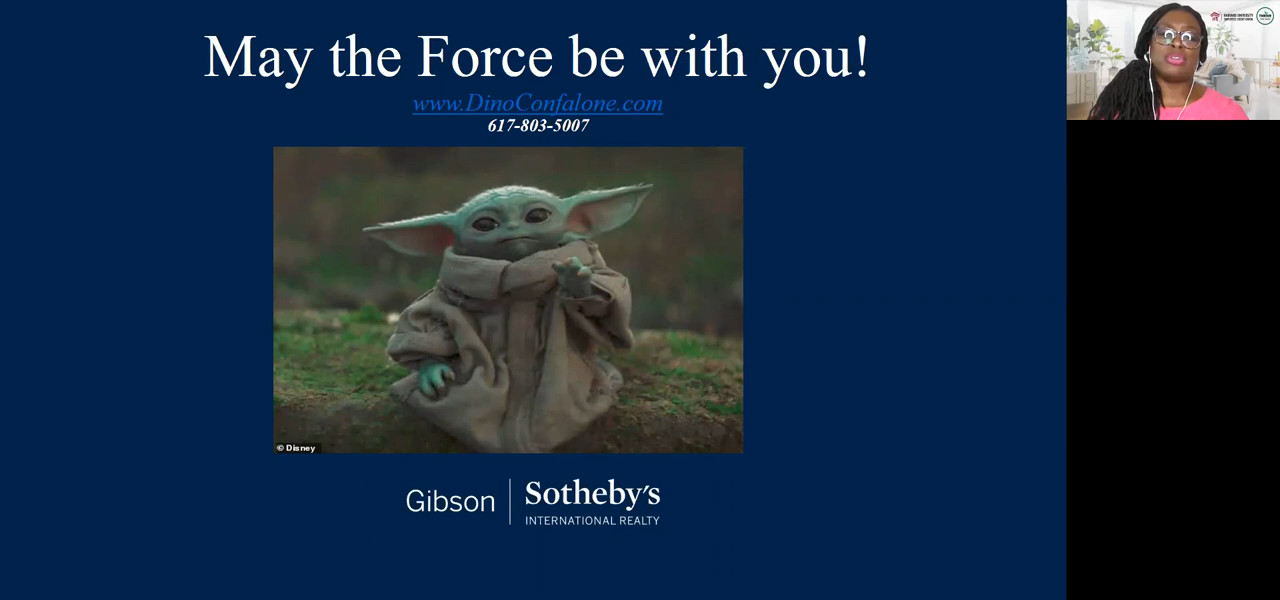 May the Force be with you!
www.DinoConfalone.com
617-803-5007
© Disney
Gibson
Sotheby's
INTERNATIONAL REALTY